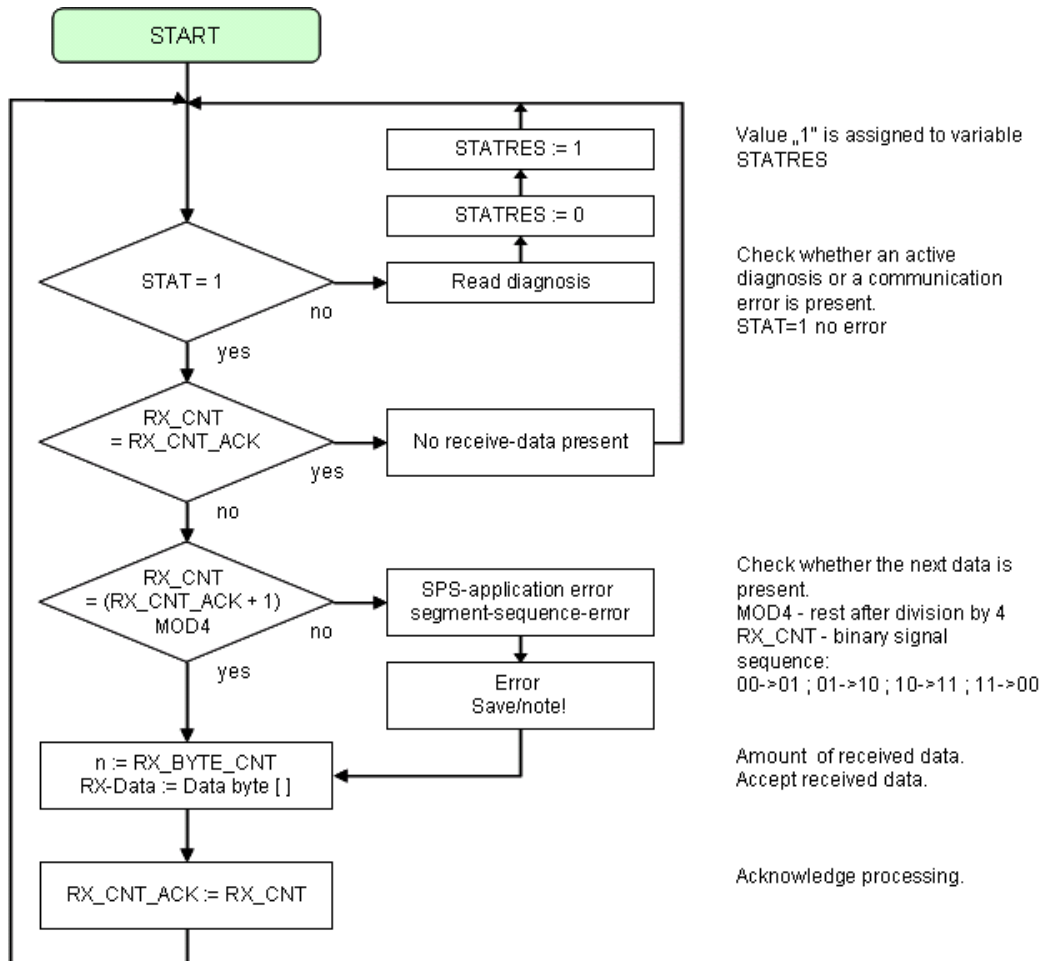 START
STATRES := 1
Value „1" is assigned to variable
STATRES
STATRES := 0
STAT = 1
no
yes
Read diagnosis
Check whether an active
diagnosis or a communication
error is present.
STAT=1 no error
RX_CNT
= RX_CNT_ACK
yes
no
No receive-data present
RX_CNT
= (RX_CNT_ACK + 1)
MOD4
no
yes
SPS-application error
segment-sequence-error
Error
Save/note!
Check whether the next data is
present.
MOD4 - rest after division by 4
RX_CNT - binary signal
sequence:
00->01 ; 01->10 ; 10->11 ; 11->00
n := RX_BYTE_CNT
RX-Data := Data byte [ ]
Amount of received data.
Accept received data.
RX_CNT_ACK := RX_CNT
Acknowledge processing.